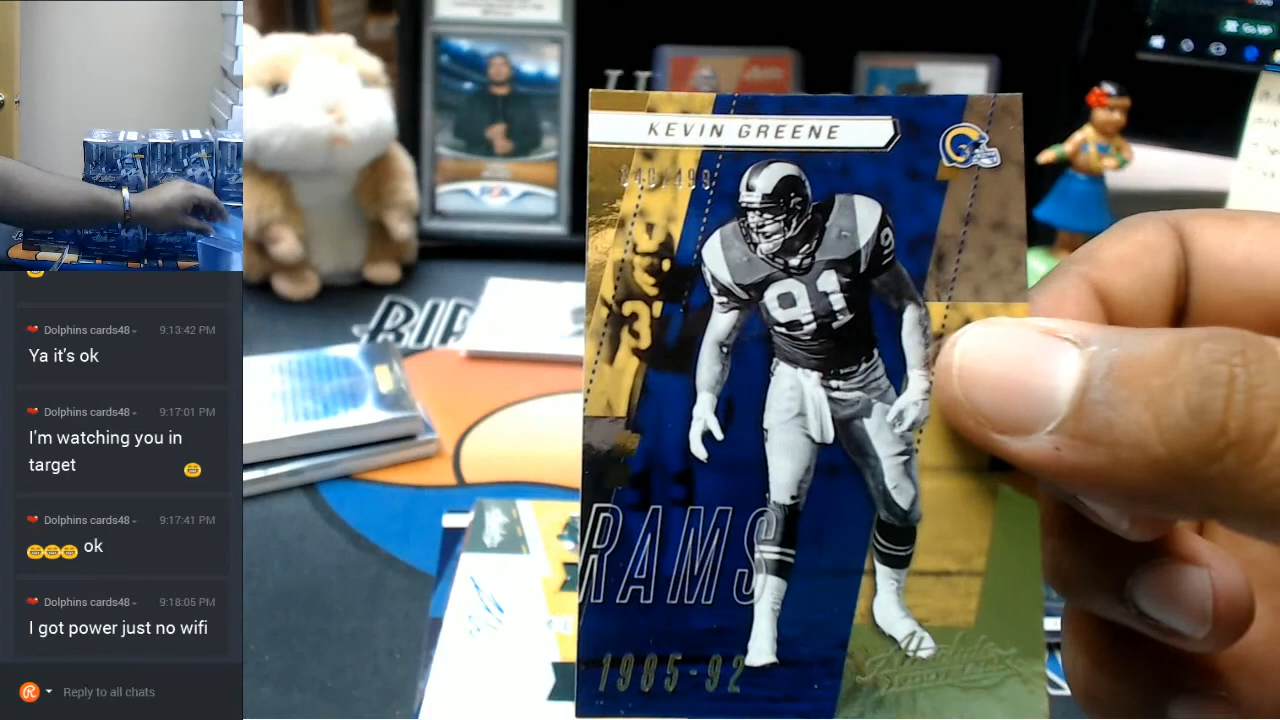 Dolphins cards48 9:13:42 PM
Ya it's ok
Dolphins cards48 9:17:01 PM
I'm watching you in
target 😂
Dolphins cards48 9:17:41 PM
😂😂😂 ok
Dolphins cards48 9:18:05 PM
I got power just no wifi
Reply to all chats
KEVIN GREENE
91
9
RAMS
1985-92
Absolute